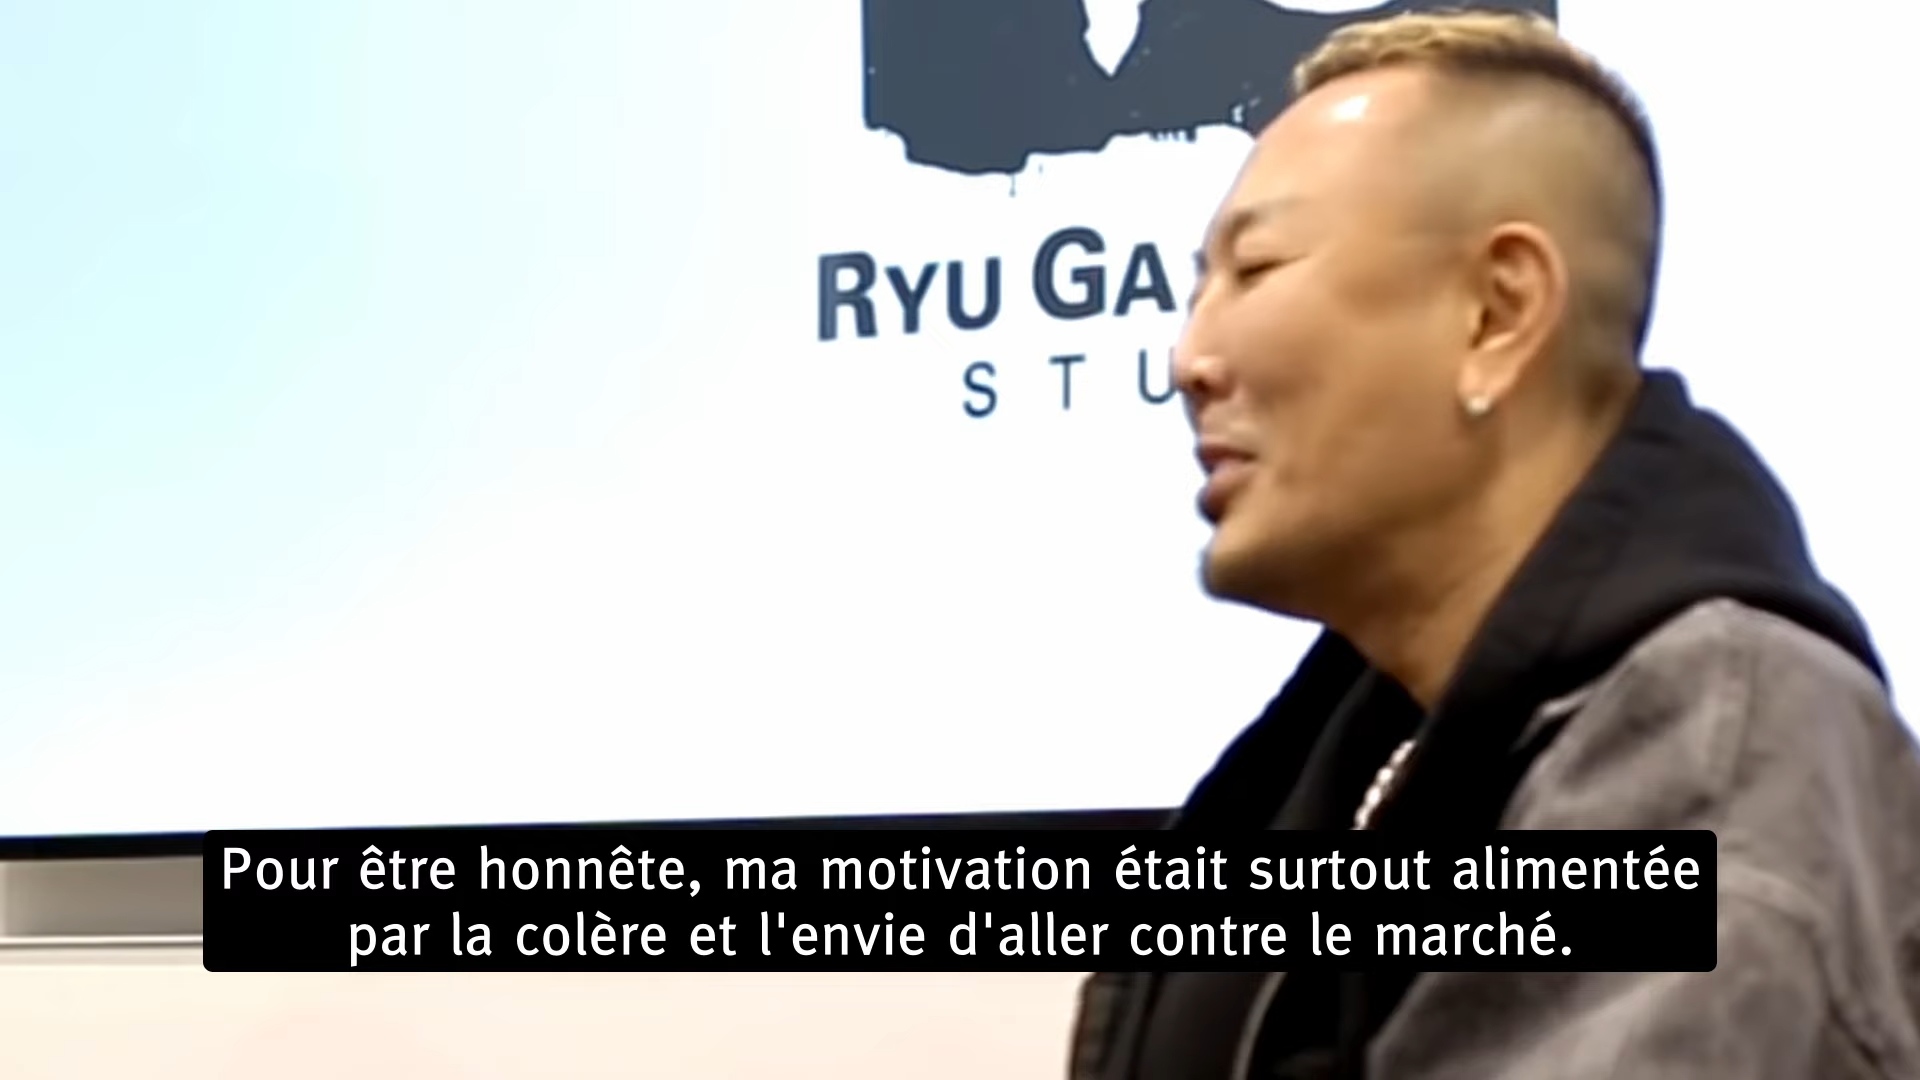 RYU GA
STU
Pour être honnête, ma motivation était surtout alimentée
par la colère et l'envie d'aller contre le marché.